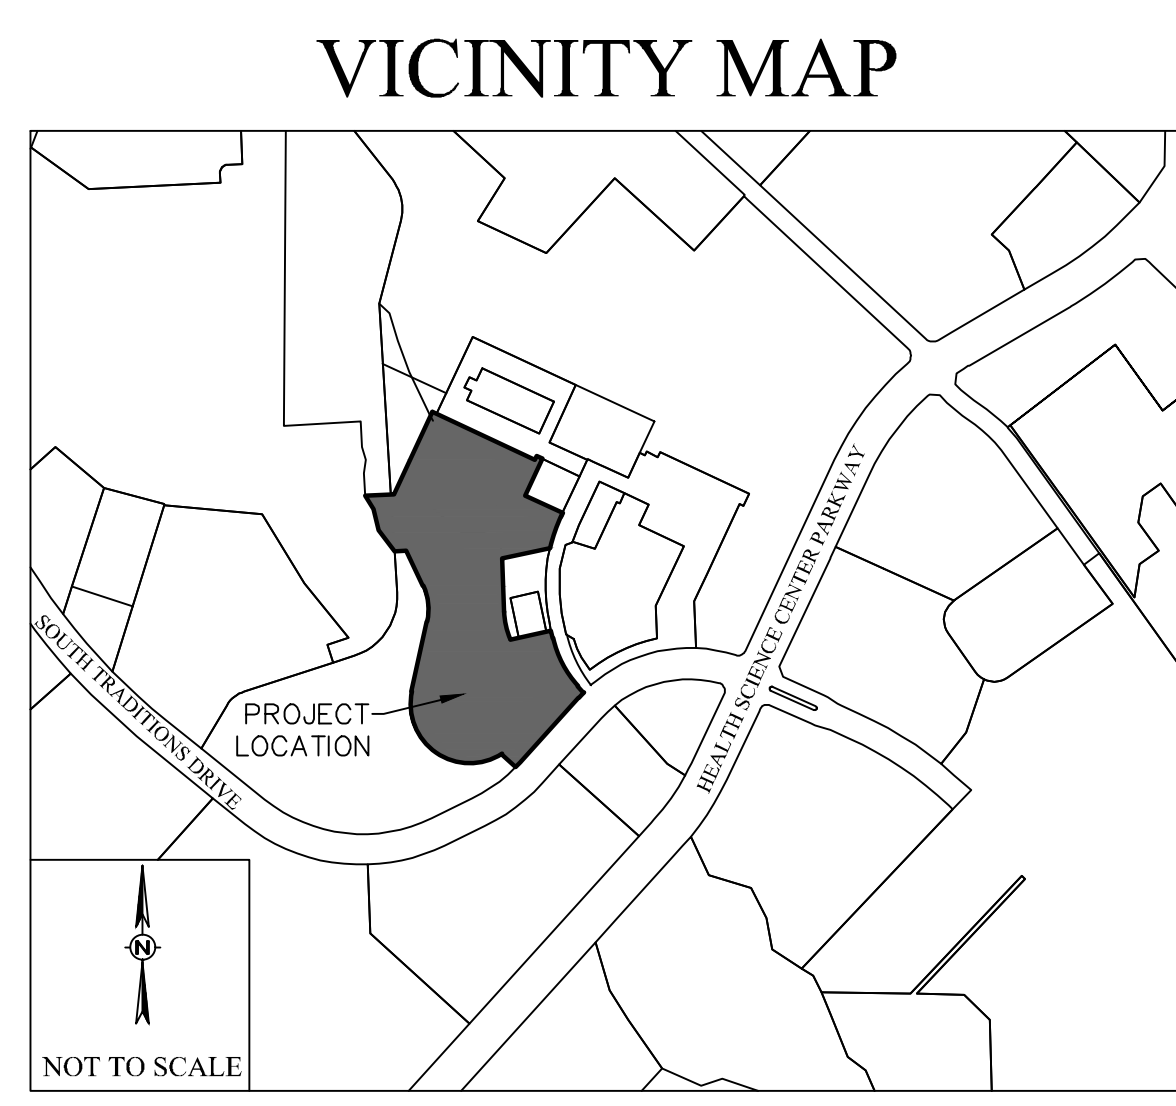 VICINITY MAP
HEALTH SCIENCE CENTER PARKWAY
SOUTH TRADITIONS DRIVE
PROJECT
LOCATION
N
NOT TO SCALE